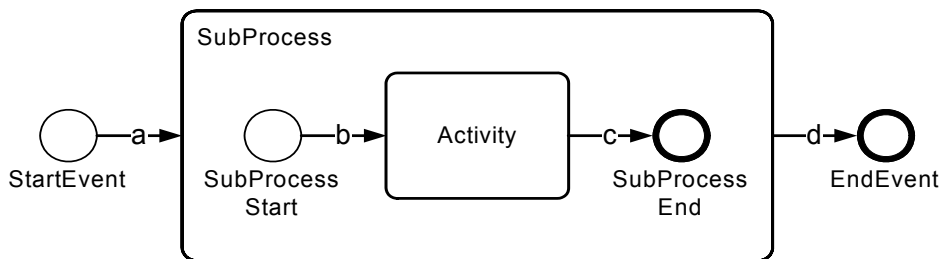 SubProcess
a
b
Activity
c
d
StartEvent
SubProcess
Start
SubProcess
End
EndEvent